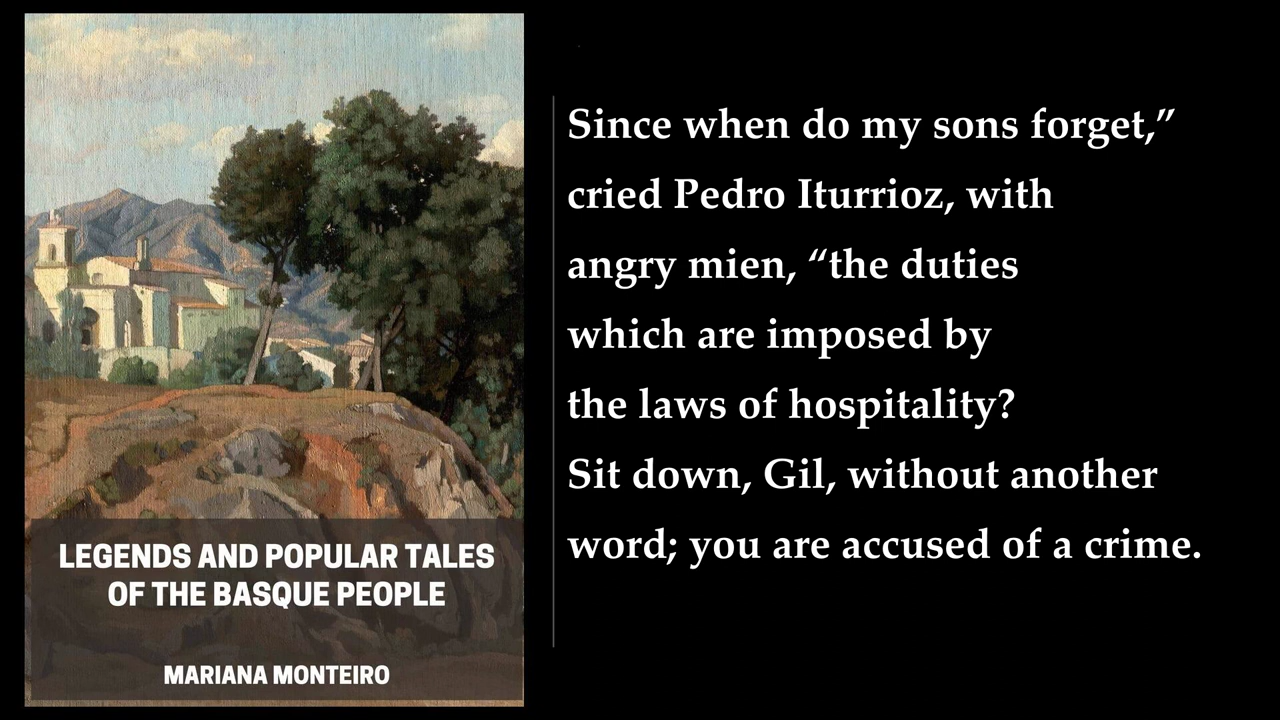 Since when do my sons forget,”
cried Pedro Iturrioz, with
angry mien, “the duties
which are imposed by
the laws of hospitality?
Sit down, Gil, without another
word; you are accused of a crime.
LEGENDS AND POPULAR TALES
OF THE BASQUE PEOPLE
MARIANA MONTEIRO